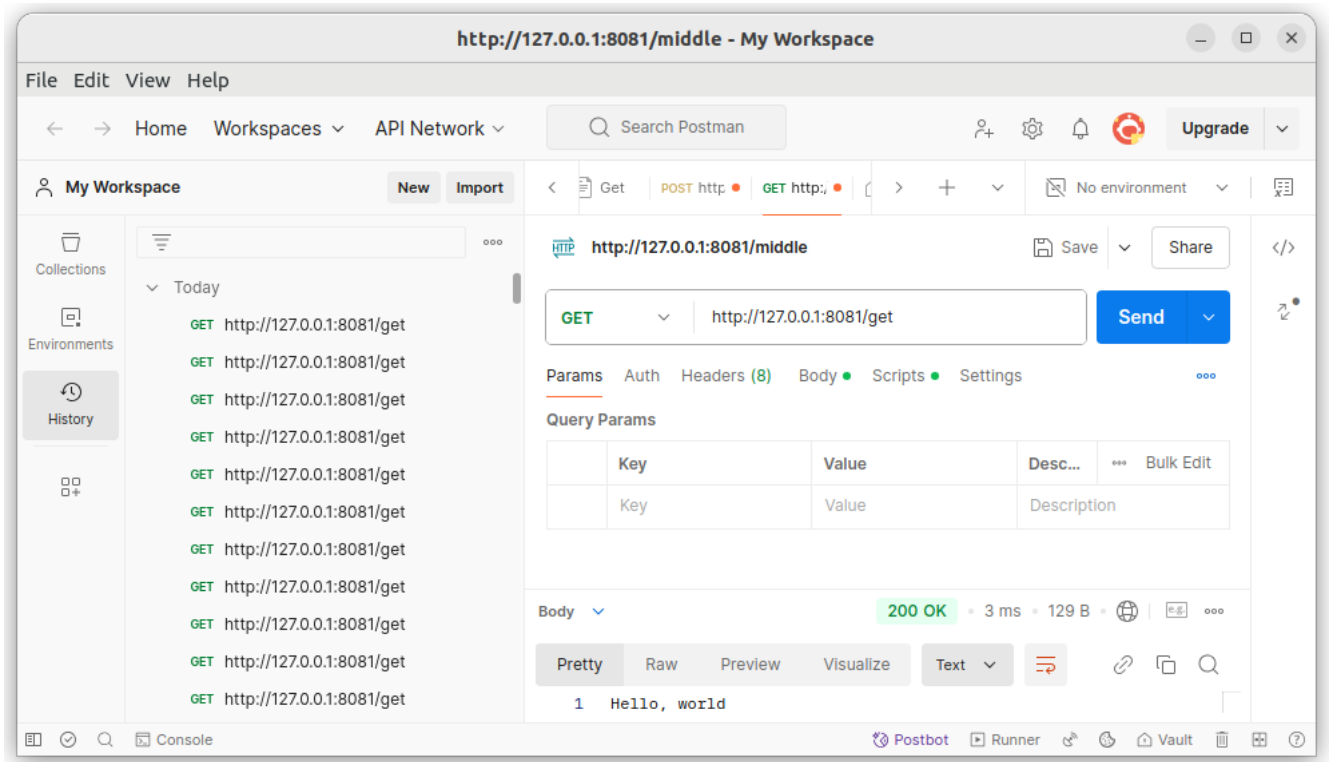 http://127.0.0.1:8081/middle - My Workspace
File Edit View Help
Home Workspaces API Network Search Postman Upgrade
My Workspace New Import
Get POST http GET http:/ No environment
Collections
Environments
History
Today
GET http://127.0.0.1:8081/get
GET http://127.0.0.1:8081/get
GET http://127.0.0.1:8081/get
GET http://127.0.0.1:8081/get
GET http://127.0.0.1:8081/get
GET http://127.0.0.1:8081/get
GET http://127.0.0.1:8081/get
GET http://127.0.0.1:8081/get
GET http://127.0.0.1:8081/get
GET http://127.0.0.1:8081/get
GET http://127.0.0.1:8081/get
HTTP http://127.0.0.1:8081/middle Save Share </>
GET http://127.0.0.1:8081/get Send
Params Auth Headers (8) Body Scripts Settings
Query Params
Key Value Desc... Bulk Edit
Key Value Description
Body 200 OK 3 ms 129 B e.g.
Pretty Raw Preview Visualize Text
1 Hello, world
Console Postbot Runner Vault